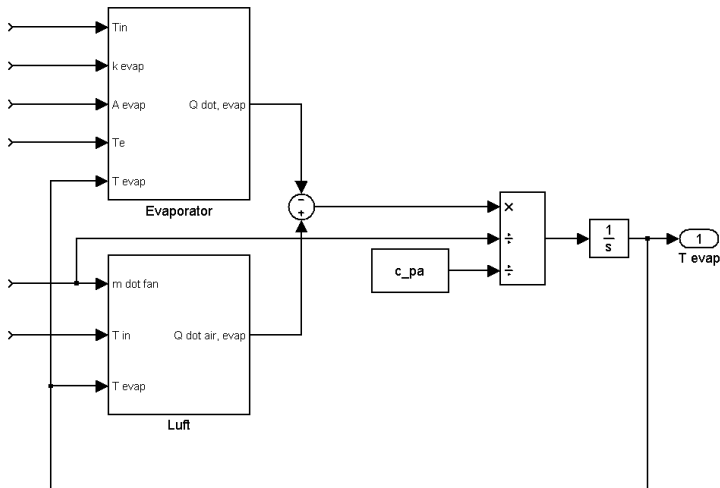 Tin
k evap
A evap
Q dot, evap
Te
T evap
Evaporator
−
+
×
÷
÷
c_pa
1
s
1
T evap
m dot fan
T in
Q dot air, evap
T evap
Luft